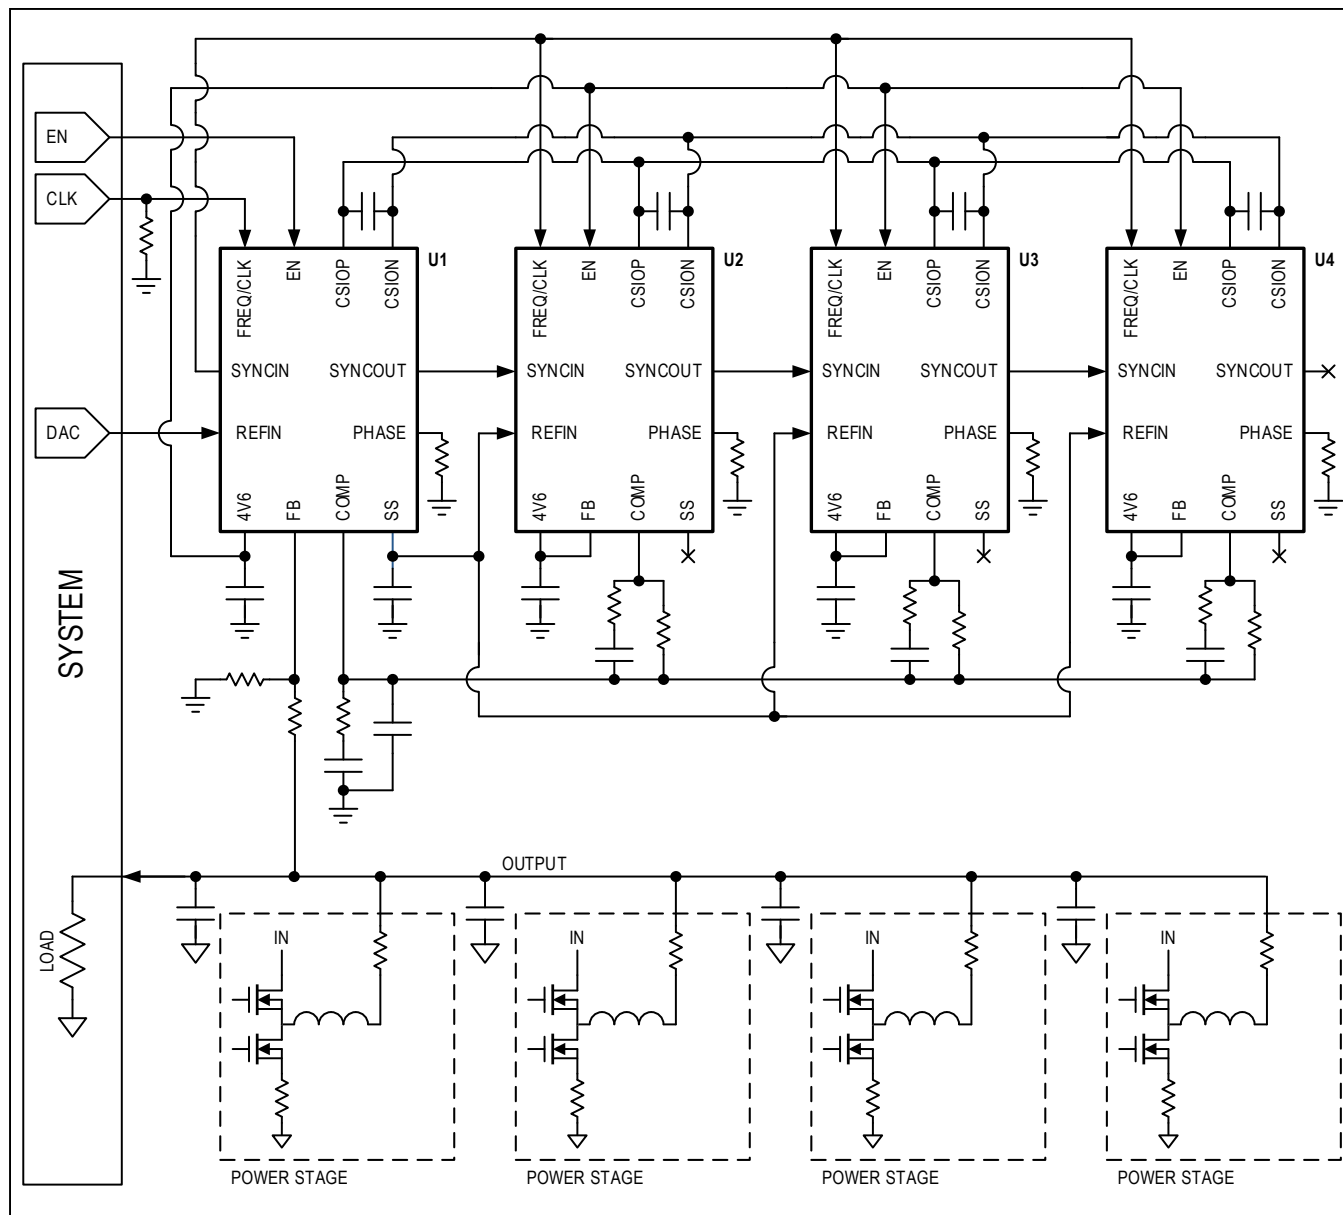 EN
CLK
DAC
SYSTEM
LOAD
U1
FREQ/CLK
EN
CSIOP
CSION
SYNCIN
SYNCOUT
REFIN
PHASE
4V6
FB
COMP
SS
U2
FREQ/CLK
EN
CSIOP
CSION
SYNCIN
SYNCOUT
REFIN
PHASE
4V6
FB
COMP
SS
U3
FREQ/CLK
EN
CSIOP
CSION
SYNCIN
SYNCOUT
REFIN
PHASE
4V6
FB
COMP
SS
U4
FREQ/CLK
EN
CSIOP
CSION
SYNCIN
SYNCOUT
REFIN
PHASE
4V6
FB
COMP
SS
OUTPUT
IN
IN
IN
IN
POWER STAGE
POWER STAGE
POWER STAGE
POWER STAGE